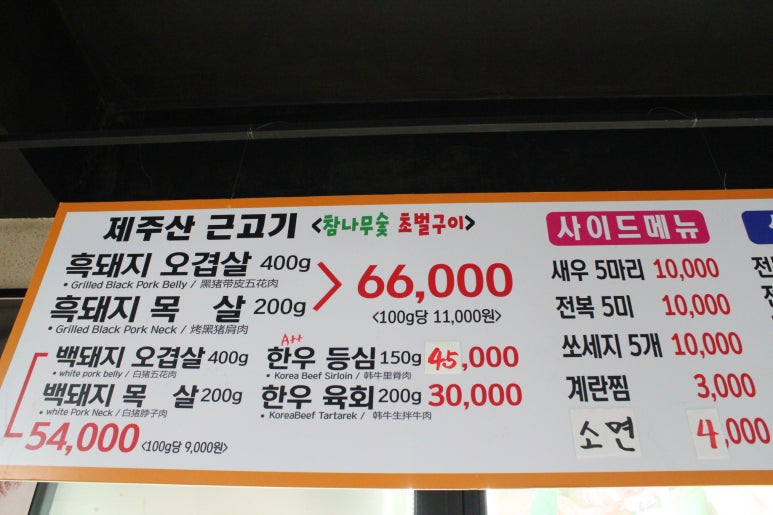 제주산 근고기 <참나무숯 초벌구이>
흑돼지 오겹살 400g
• Grilled Black Pork Belly / 黑猪带皮五花肉
흑돼지 목 살 200g
• Grilled Black Pork Neck / 烤黑猪肩肉
66,000
<100g당 11,000원>
백돼지 오겹살 400g
• white pork belly / 白猪五花肉
백돼지 목 살 200g
• white Pork Neck / 白猪脖子肉
54,000 <100g당 9,000원>
A++
한우 등심 150g 45,000
• Korea Beef Sirloin / 韩牛里脊肉
한우 육회 200g 30,000
• KoreaBeef Tartarek / 韩牛生拌牛肉
사이드메뉴
새우 5마리 10,000
전복 5미 10,000
쏘세지 5개 10,000
계란찜 3,000
소면 4,000